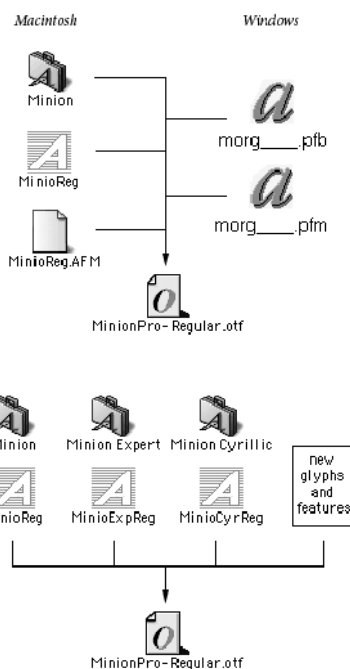 Macintosh Windows
Minion
morg____.pfb
MinioReg
morg____.pfm
MinioReg.AFM
MinionPro-Regular.otf
Minion Minion Expert Minion Cyrillic
new
glyphs
and
features
MinioReg MinioExpReg MinioCyrReg
MinionPro-Regular.otf